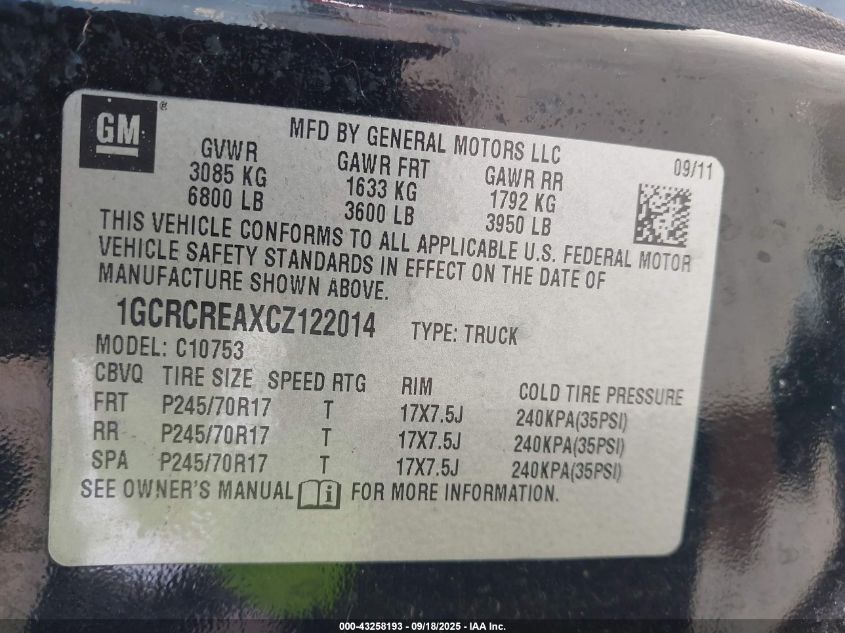 GM®
MFD BY GENERAL MOTORS LLC
09/11
GVWR GAWR FRT GAWR RR
3085 KG 1633 KG 1792 KG
6800 LB 3600 LB 3950 LB
THIS VEHICLE CONFORMS TO ALL APPLICABLE U.S. FEDERAL MOTOR
VEHICLE SAFETY STANDARDS IN EFFECT ON THE DATE OF
MANUFACTURE SHOWN ABOVE.
1GCRCREAXCZ122014 TYPE: TRUCK
MODEL: C10753
CBVQ TIRE SIZE SPEED RTG RIM COLD TIRE PRESSURE
FRT P245/70R17 T 17X7.5J 240KPA(35PSI)
RR P245/70R17 T 17X7.5J 240KPA(35PSI)
SPA P245/70R17 T 17X7.5J 240KPA(35PSI)
SEE OWNER'S MANUAL i FOR MORE INFORMATION.
000-43258193 - 09/18/2025 - IAA Inc.